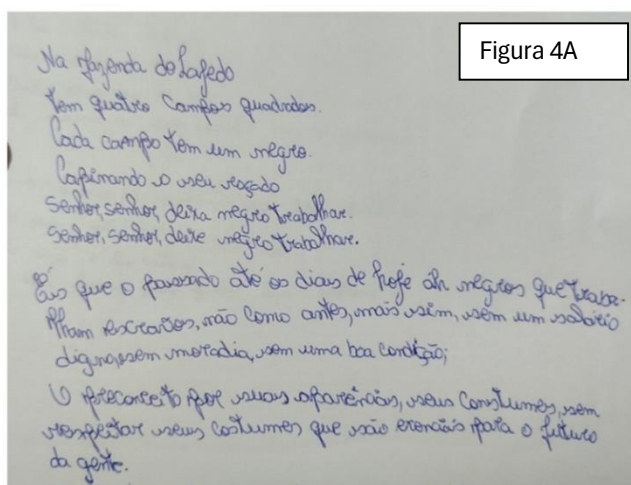 Figura 4A
Na fazenda do Lajedo
tem quatro campos quadrados.
Cada campo tem um negro.
Capinando o seu roçado
Senhor, senhor, deixa negro trabalhar.
Senhor, senhor, deixe negro trabalhar.
Eis que o passado até os dias de hoje ah negros que traba-
lham escravos, não como antes, mais sim, sem um salário
digno, sem moradia, sem uma boa condição;
O preconceito por suas aparências, seus constumes, sem
respeitar seus costumes que são erencias para o futuro
da gente.